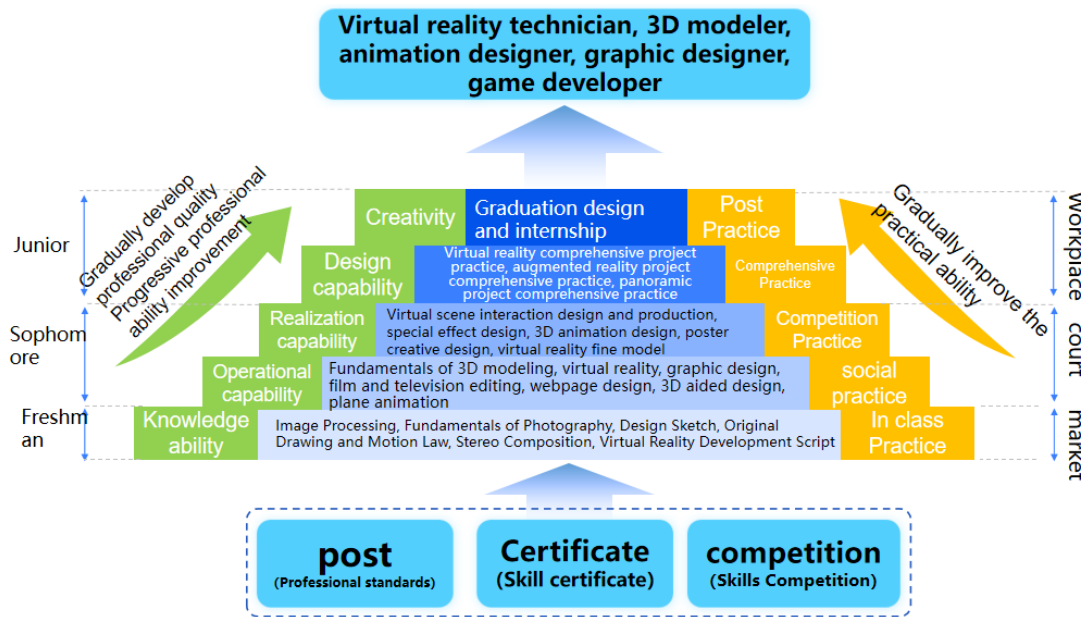 Virtual reality technician, 3D modeler,
animation designer, graphic designer,
game developer
Gradually develop
professional quality
Progressive professional
ability improvement
Gradually improve the
practical ability
Junior
Creativity
Graduation design
and internship
Post
Practice
Workplace
Design
capability
Virtual reality comprehensive project
practice, augmented reality project
comprehensive practice, panoramic
project comprehensive practice
Comprehensive
Practice
Sophom
ore
Realization
capability
Virtual scene interaction design and production,
special effect design, 3D animation design, poster
creative design, virtual reality fine model
Competition
Practice
court
Operational
capability
Fundamentals of 3D modeling, virtual reality, graphic design,
film and television editing, webpage design, 3D aided design,
plane animation
social
practice
Freshm
an
Knowledge
ability
Image Processing, Fundamentals of Photography, Design Sketch, Original
Drawing and Motion Law, Stereo Composition, Virtual Reality Development Script
In class
Practice
market
post
(Professional standards)
Certificate
(Skill certificate)
competition
(Skills Competition)